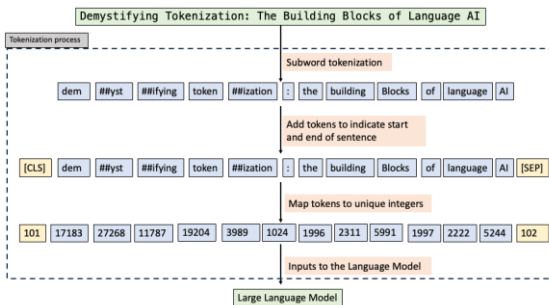 Demystifying Tokenization: The Building Blocks of Language AI
Tokenization process
Subword tokenization
dem ##yst ##ifying token ##ization : the building Blocks of language AI
Add tokens to indicate start
and end of sentence
[CLS] dem ##yst ##ifying token ##ization : the building Blocks of language AI [SEP]
Map tokens to unique integers
101 17183 27268 11787 19204 3989 1024 1996 2311 5991 1997 2222 5244 102
Inputs to the Language Model
Large Language Model